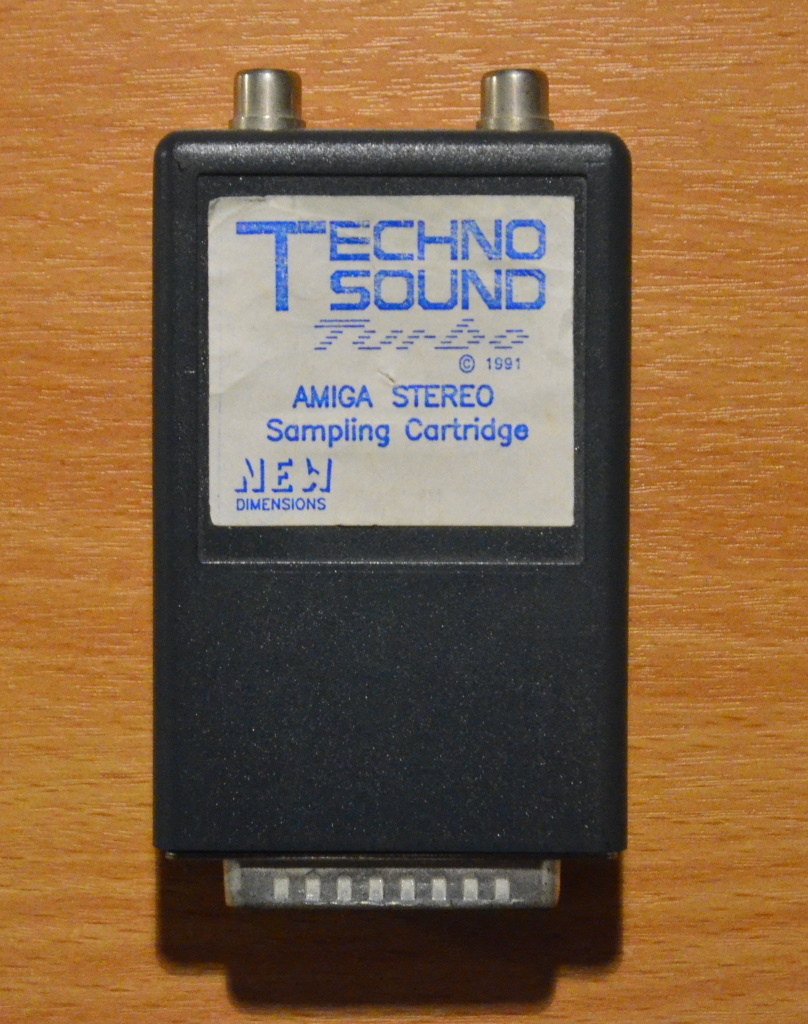 TECHNO
SOUND
Turbo
© 1991
AMIGA STEREO
Sampling Cartridge
NEW
DIMENSIONS